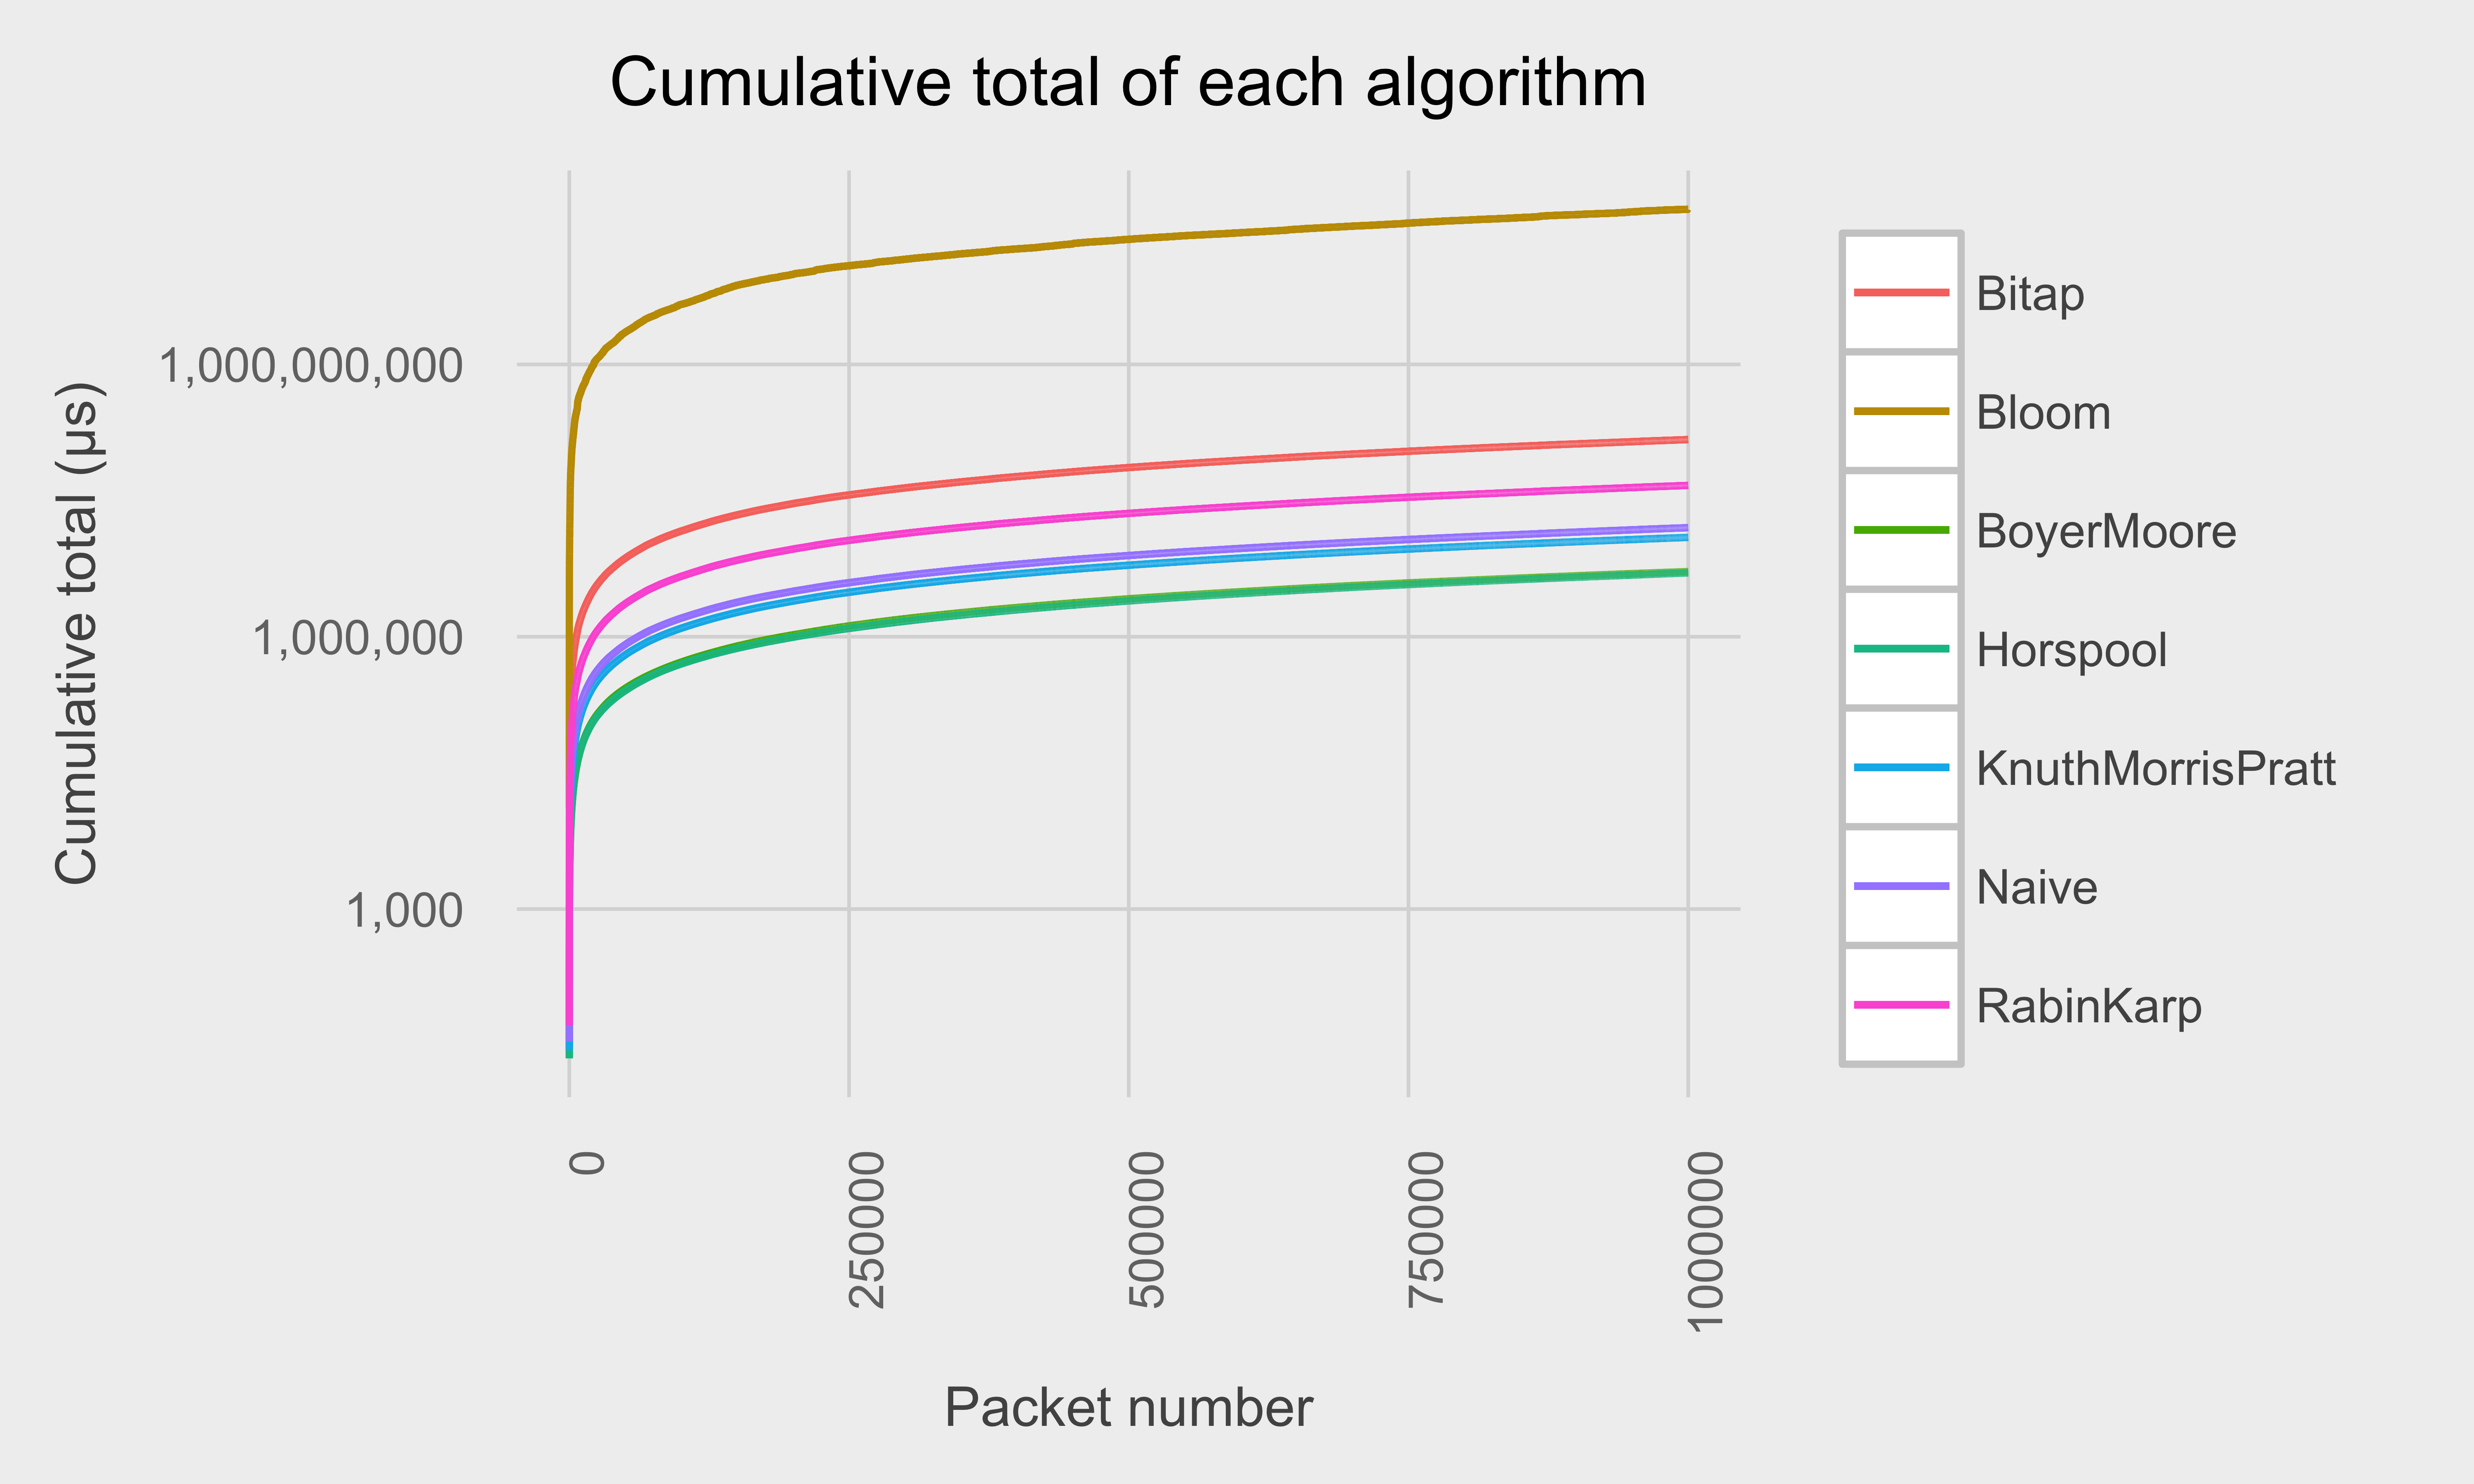 Cumulative total of each algorithm
Cumulative total (µs)
1,000,000,000
1,000,000
1,000
0
250000
500000
750000
1000000
Packet number
Bitap
Bloom
BoyerMoore
Horspool
KnuthMorrisPratt
Naive
RabinKarp